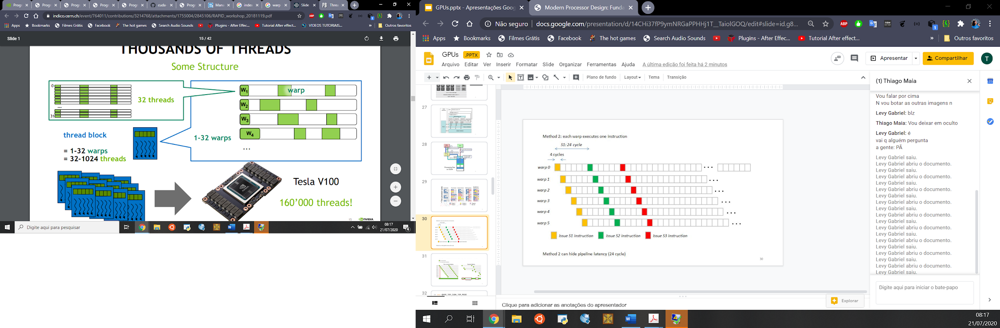 Progr
Progr
Progr
Progr
Progr
cuda-
Progr
Mana
index
warp
Slide
Threa
indico.cern.ch/event/764011/contributions/3214768/attachments/1755004/2845106/RAPID_workshop_20181119.pdf
Apps Bookmarks Filmes Grátis Facebook The hot games Search Audio Sounds Plugins - After Effec... Tutorial After effect... VIDEOS TUTORIAIS... » Outros favoritos
Slide 1 15 / 42
THOUSANDS OF THREADS
Some Structure
0
...
31
32 threads
W1 warp
W2
W3
W4
...
thread block
1-32 warps
= 1-32 warps
= 32-1024 threads
Tesla V100
160'000 threads!
15 NVIDIA.
Digite aqui para pesquisar
08:17
21/07/2020
4
GPUs.pptx - Apresentações Goog
Modern Processor Design: Funda
Não seguro | docs.google.com/presentation/d/14CHi37fP9ymNRGaPPHHj1T__TaiolGOQ/edit#slide=id.g8...
Apps Bookmarks Filmes Grátis Facebook The hot games Search Audio Sounds Plugins - After Effec... Tutorial After effect... » Outros favoritos
GPUs .PPTX
Arquivo Editar Ver Inserir Formatar Slide Organizar Ferramentas Ajuda A última edição foi feita há 2 minutos
Apresentar Compartilhar T
Plano de fundo Layout Tema Transição
27
28
29
30
31
32
QUEM_TEM_CUDA_TEM_MEDO
Method 2: each warp executes one instruction
S1: 24 cycle
4 cycles
warp 0 ...
warp 1 ...
warp 2 ...
warp 3 ...
warp 4 ...
warp 5 ...
Issue S1 instruction Issue S2 instruction Issue S3 instruction
Method 2 can hide pipeline latency (24 cycle)
30
Clique para adicionar as anotações do apresentador
Explorar
(1) Thiago Maia
Vou falar por cima
N vou botar as outras imagens n
Levy Gabriel: blz
Thiago Maia: Vou deixar em oculto
Levy Gabriel: é
vai q alguém pergunta
a gente: PÃ
Levy Gabriel saiu.
Levy Gabriel abriu o documento.
Levy Gabriel saiu.
Levy Gabriel abriu o documento.
Levy Gabriel saiu.
Levy Gabriel abriu o documento.
Levy Gabriel saiu.
Levy Gabriel abriu o documento.
Levy Gabriel saiu.
Levy Gabriel abriu o documento.
Levy Gabriel saiu.
Levy Gabriel abriu o documento.
Levy Gabriel saiu.
Levy Gabriel abriu o documento.
Levy Gabriel saiu.
Levy Gabriel abriu o documento.
Levy Gabriel saiu.
Levy Gabriel abriu o documento.
Levy Gabriel saiu.
Digite aqui para iniciar o bate-papo
08:17
21/07/2020